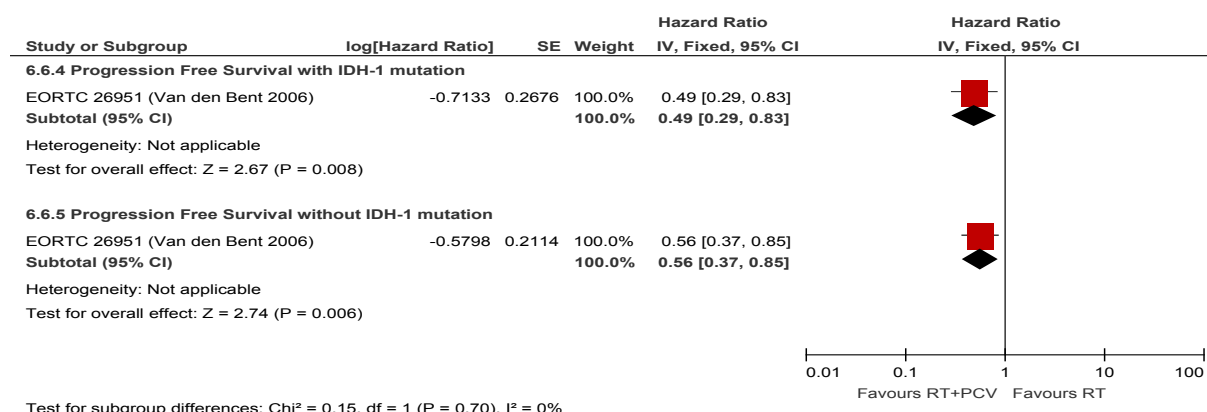 Hazard Ratio Hazard Ratio
Study or Subgroup log[Hazard Ratio] SE Weight IV, Fixed, 95% CI IV, Fixed, 95% CI
6.6.4 Progression Free Survival with IDH-1 mutation
EORTC 26951 (Van den Bent 2006) -0.7133 0.2676 100.0% 0.49 [0.29, 0.83]
Subtotal (95% CI) 100.0% 0.49 [0.29, 0.83]
Heterogeneity: Not applicable
Test for overall effect: Z = 2.67 (P = 0.008)
6.6.5 Progression Free Survival without IDH-1 mutation
EORTC 26951 (Van den Bent 2006) -0.5798 0.2114 100.0% 0.56 [0.37, 0.85]
Subtotal (95% CI) 100.0% 0.56 [0.37, 0.85]
Heterogeneity: Not applicable
Test for overall effect: Z = 2.74 (P = 0.006)
0.01 0.1 1 10 100
Favours RT+PCV Favours RT
Test for subgroup differences: Chi² = 0.15, df = 1 (P = 0.70), I² = 0%